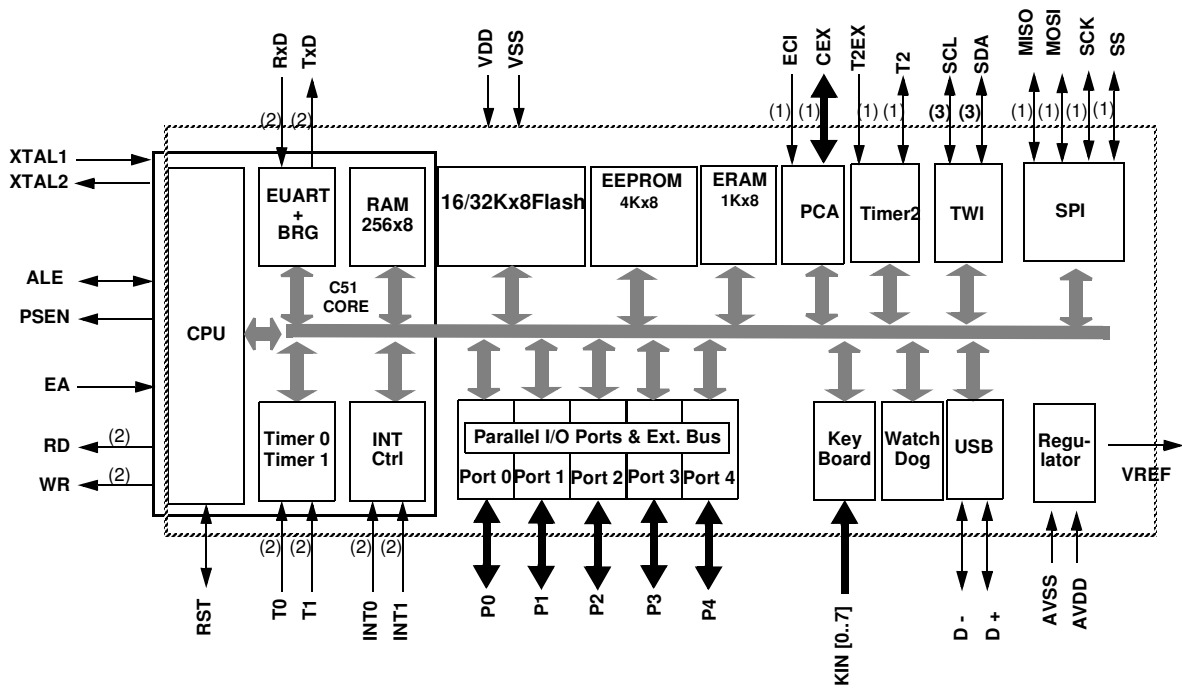 RxD
TxD
VDD
VSS
ECI
CEX
T2EX
T2
SCL
SDA
MISO
MOSI
SCK
SS
(2) (2)
(1) (1) (1) (1) (3) (3) (1) (1) (1) (1)
XTAL1
XTAL2
ALE
PSEN
EA
RD (2)
WR (2)
CPU
EUART
+
BRG
RAM
256x8
C51
CORE
16/32Kx8Flash
EEPROM
4Kx8
ERAM
1Kx8
PCA
Timer2
TWI
SPI
Timer 0
Timer 1
INT
Ctrl
Parallel I/O Ports & Ext. Bus
Port 0 Port 1 Port 2 Port 3 Port 4
Key
Board
Watch
Dog
USB
Regu-
lator
VREF
(2) (2) (2) (2)
RST
T0
T1
INT0
INT1
P0
P1
P2
P3
P4
KIN [0..7]
D -
D +
AVSS
AVDD